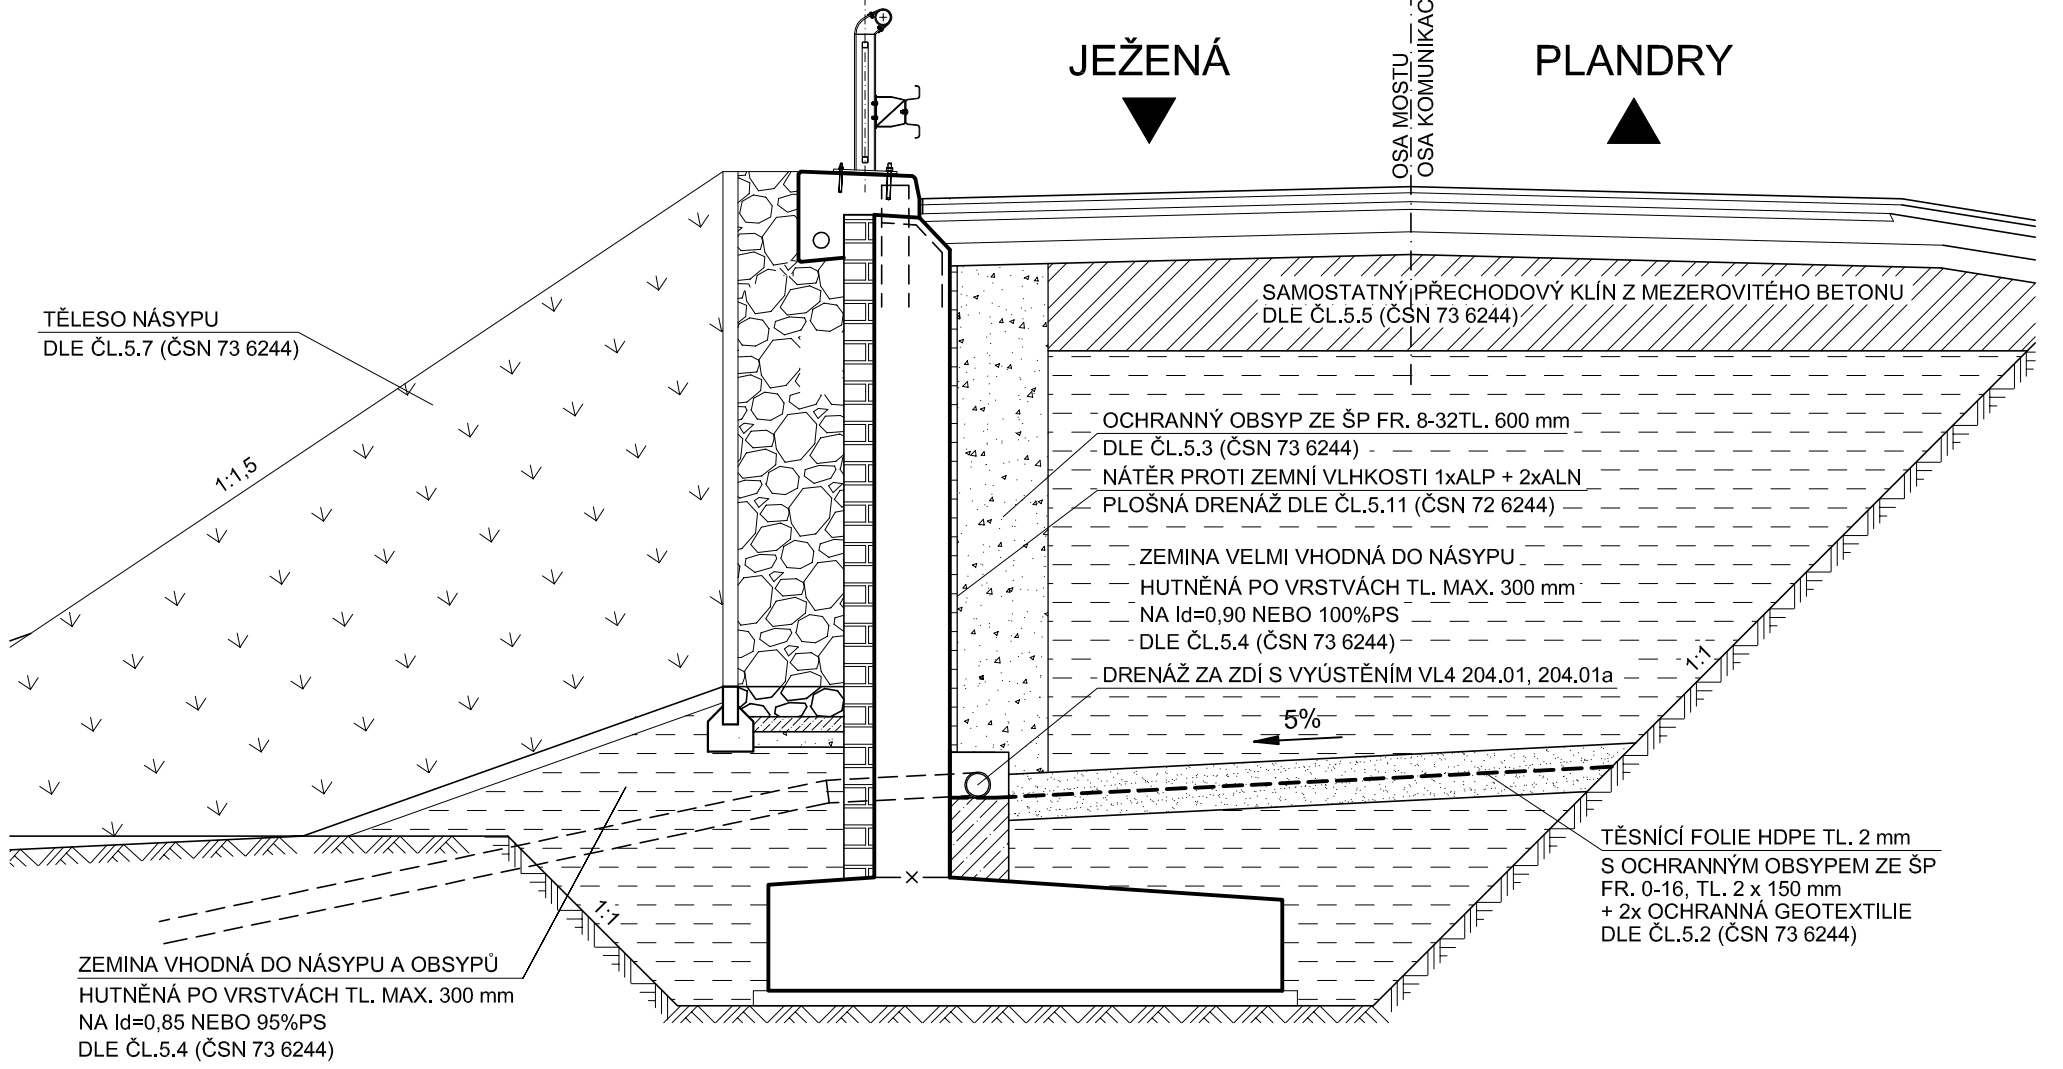 JEŽENÁ
PLANDRY
OSA MOSTU
OSA KOMUNIKAC
TĚLESO NÁSYPU
DLE ČL.5.7 (ČSN 73 6244)
1:1,5
SAMOSTATNÝ PŘECHODOVÝ KLÍN Z MEZEROVITÉHO BETONU
DLE ČL.5.5 (ČSN 73 6244)
OCHRANNÝ OBSYP ZE ŠP FR. 8-32TL. 600 mm
DLE ČL.5.3 (ČSN 73 6244)
NÁTĚR PROTI ZEMNÍ VLHKOSTI 1xALP + 2xALN
PLOŠNÁ DRENÁŽ DLE ČL.5.11 (ČSN 72 6244)
ZEMINA VELMI VHODNÁ DO NÁSYPU
HUTNĚNÁ PO VRSTVÁCH TL. MAX. 300 mm
NA Id=0,90 NEBO 100%PS
DLE ČL.5.4 (ČSN 73 6244)
DRENÁŽ ZA ZDÍ S VYÚSTĚNÍM VL4 204.01, 204.01a
1:1
5%
TĚSNÍCÍ FOLIE HDPE TL. 2 mm
S OCHRANNÝM OBSYPEM ZE ŠP
FR. 0-16, TL. 2 x 150 mm
+ 2x OCHRANNÁ GEOTEXTILIE
DLE ČL.5.2 (ČSN 73 6244)
1:1
ZEMINA VHODNÁ DO NÁSYPU A OBSYPŮ
HUTNĚNÁ PO VRSTVÁCH TL. MAX. 300 mm
NA Id=0,85 NEBO 95%PS
DLE ČL.5.4 (ČSN 73 6244)